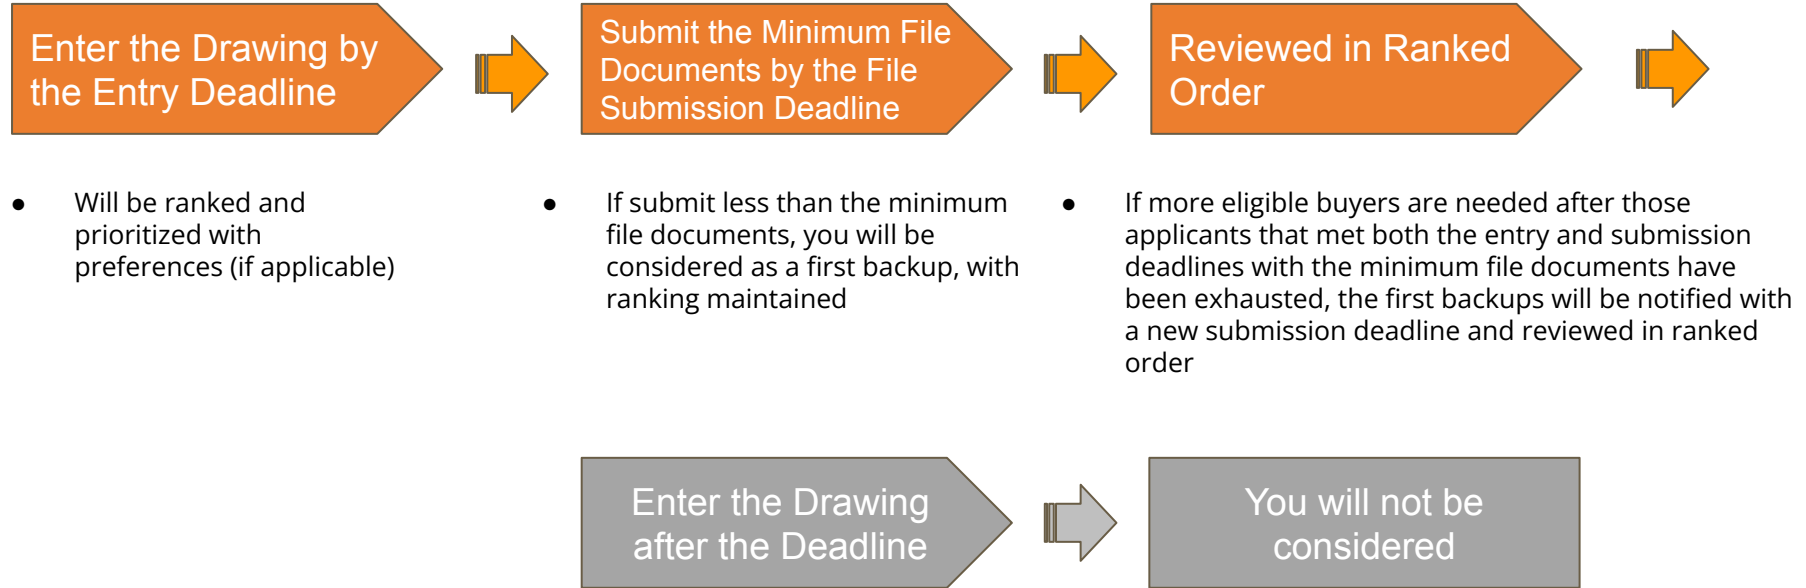 Enter the Drawing by
the Entry Deadline
Submit the Minimum File
Documents by the File
Submission Deadline
Reviewed in Ranked
Order
● Will be ranked and
prioritized with
preferences (if applicable)
● If submit less than the minimum
file documents, you will be
considered as a first backup, with
ranking maintained
● If more eligible buyers are needed after those
applicants that met both the entry and submission
deadlines with the minimum file documents have
been exhausted, the first backups will be notified with
a new submission deadline and reviewed in ranked
order
Enter the Drawing
after the Deadline
You will not be
considered